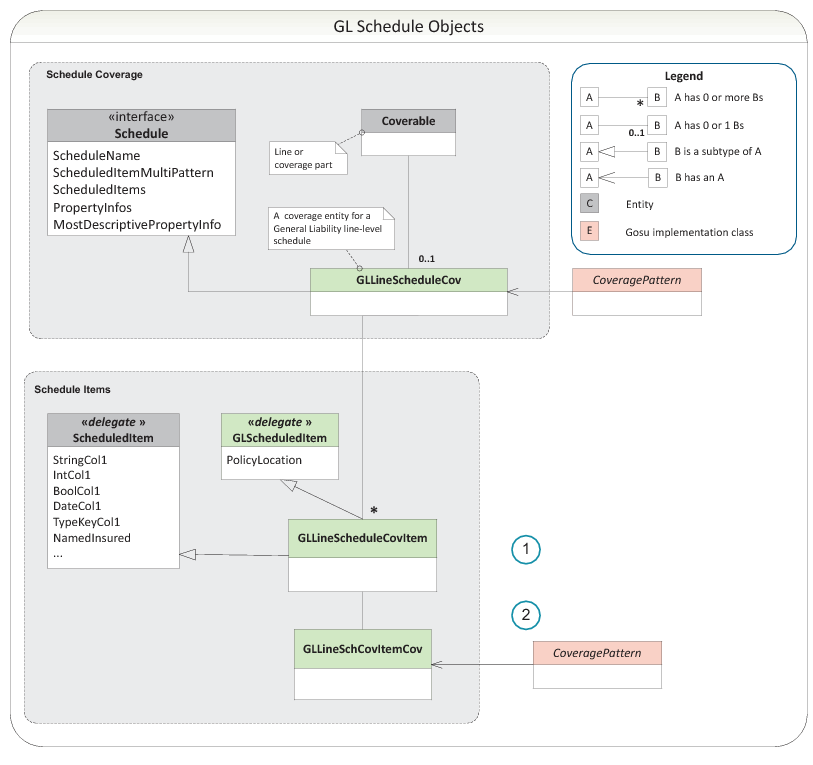 GL Schedule Objects
Schedule Coverage
«interface»
Schedule
ScheduleName
ScheduledItemMultiPattern
ScheduledItems
PropertyInfos
MostDescriptivePropertyInfo
Coverable
Line or
coverage part
A coverage entity for a
General Liability line-level
schedule
0..1
GLLineScheduleCov
CoveragePattern
Legend
A * B A has 0 or more Bs
A 0..1 B A has 0 or 1 Bs
A B B is a subtype of A
A B B has an A
C Entity
E Gosu implementation class
Schedule Items
«delegate »
ScheduledItem
StringCol1
IntCol1
BoolCol1
DateCol1
TypeKeyCol1
NamedInsured
...
«delegate »
GLScheduledItem
PolicyLocation
*
GLLineScheduleCovItem
1
2
GLLineSchCovItemCov
CoveragePattern